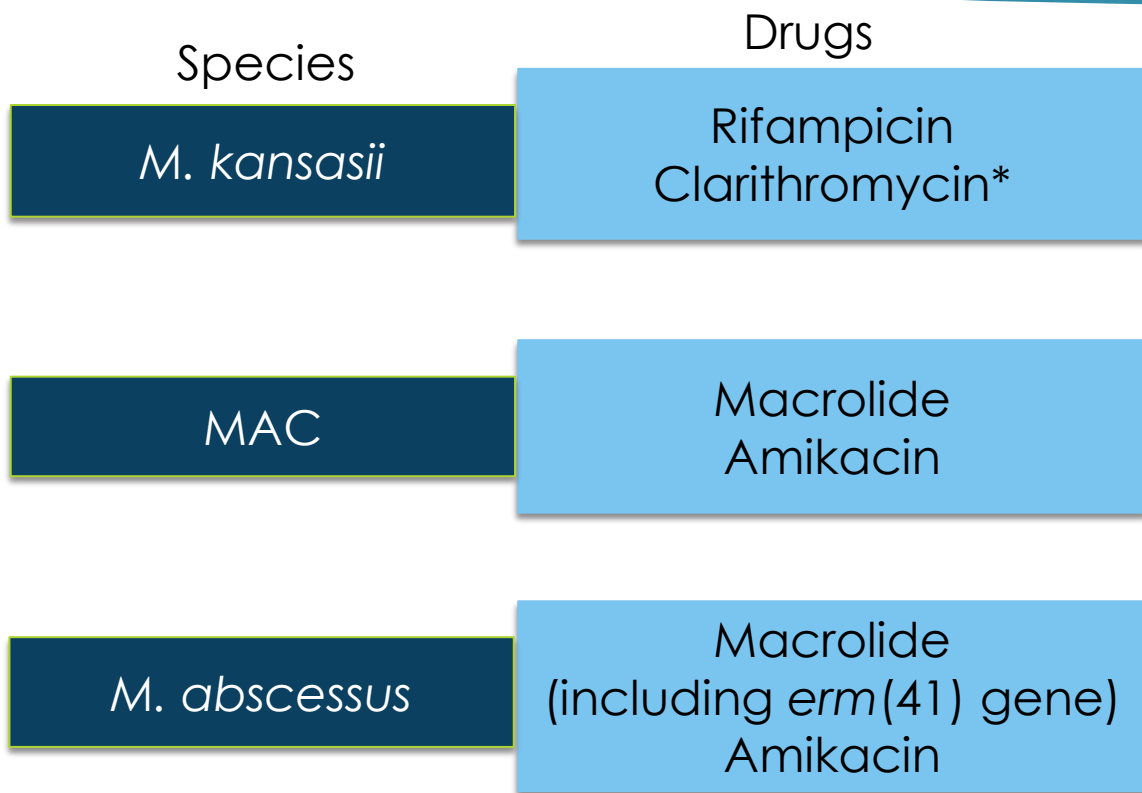 Species
Drugs
M. kansasii
Rifampicin
Clarithromycin*
MAC
Macrolide
Amikacin
M. abscessus
Macrolide
(including erm(41) gene)
Amikacin